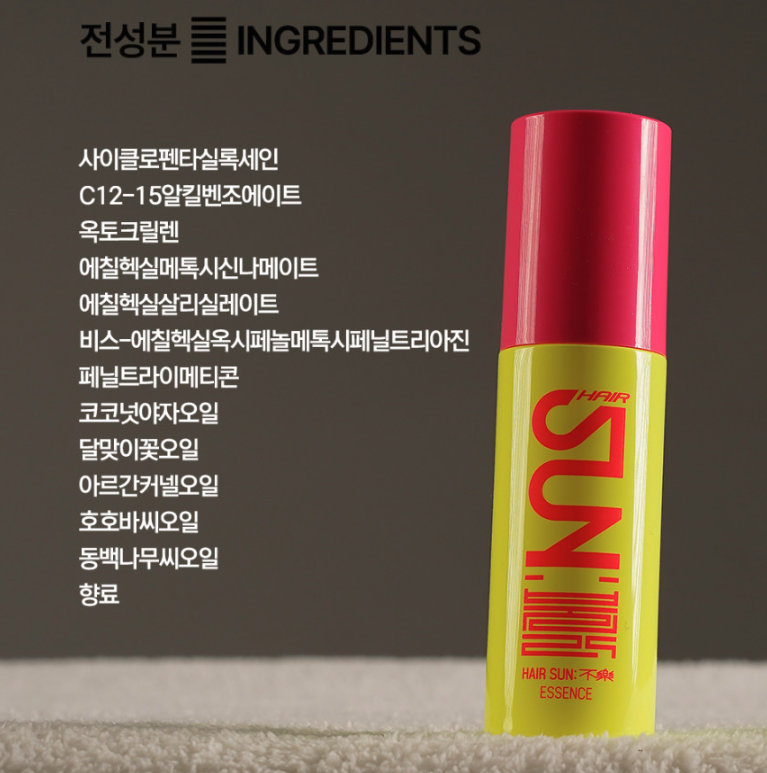 전성분 INGREDIENTS
사이클로펜타실록세인
C12-15알킬벤조에이트
옥토크릴렌
에칠헥실메톡시신나메이트
에칠헥실살리실레이트
비스-에칠헥실옥시페놀메톡시페닐트리아진
페닐트라이메티콘
코코넛야자오일
달맞이꽃오일
아르간커넬오일
호호바씨오일
동백나무씨오일
향료
HAIR
SUN:
HAIR SUN: 不樂
ESSENCE